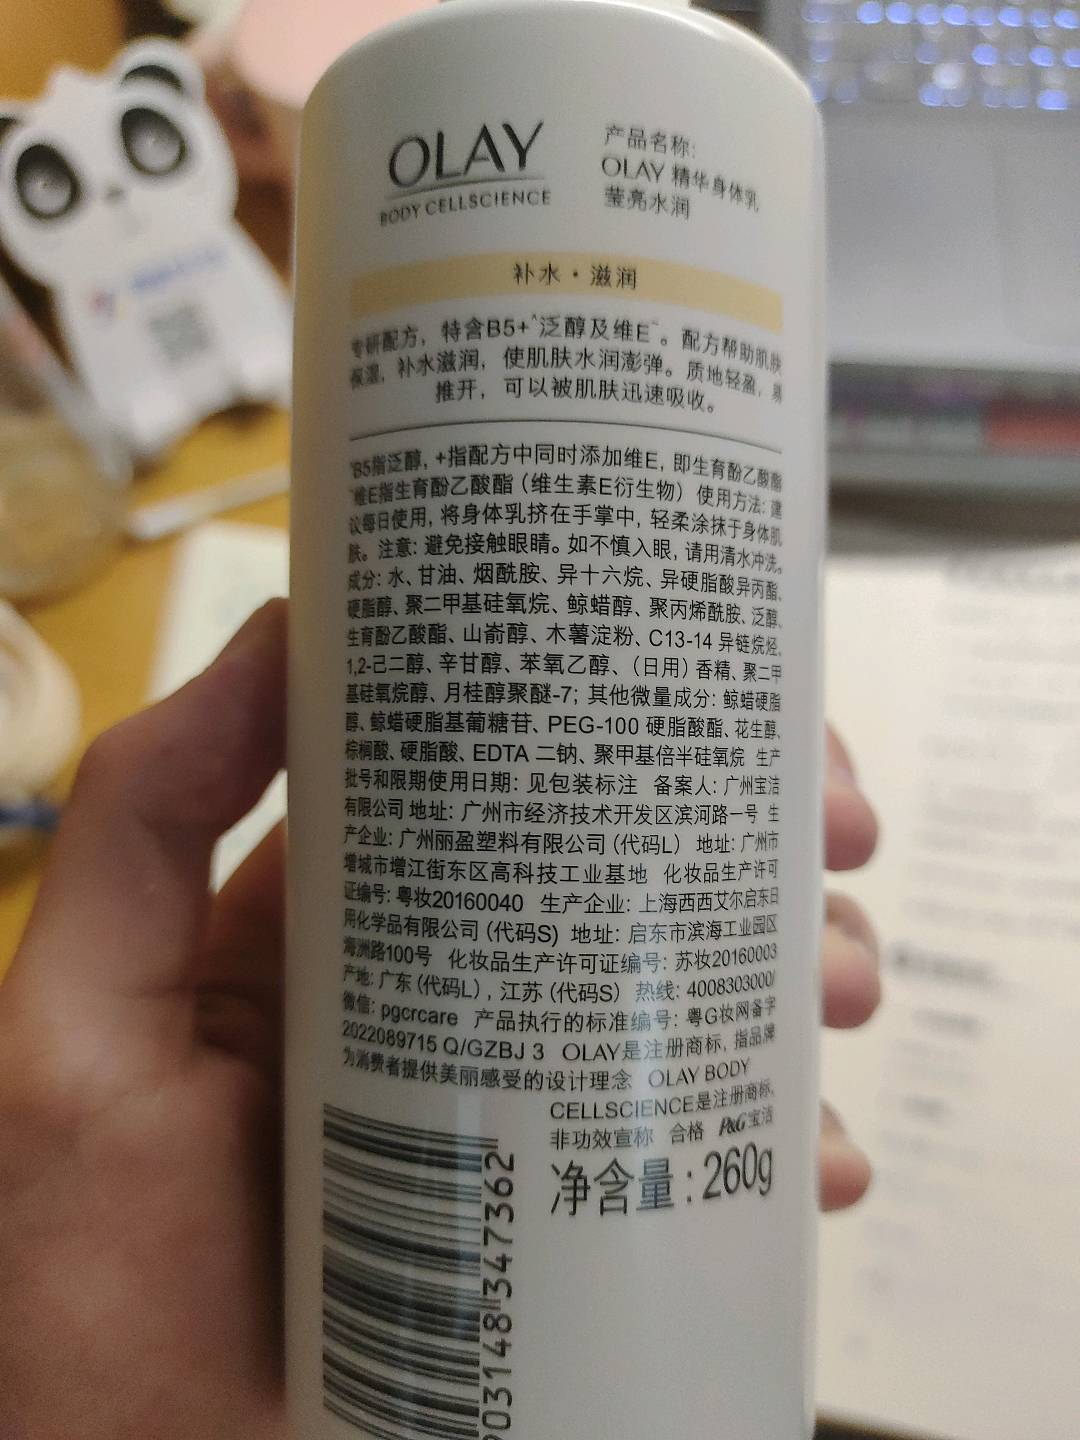 OLAY
BODY CELLSCIENCE
产品名称:
OLAY 精华身体乳
莹亮水润
补水·滋润
专研配方，特含B5+^泛醇及维E~。配方帮助肌肤
保湿，补水滋润，使肌肤水润澎弹。质地轻盈，易
推开，可以被肌肤迅速吸收。
^B5指泛醇, +指配方中同时添加维E, 即生育酚乙酸酯
~维E指生育酚乙酸酯（维生素E衍生物）使用方法: 建
议每日使用, 将身体乳挤在手掌中, 轻柔涂抹于身体肌
肤。注意: 避免接触眼睛。如不慎入眼, 请用清水冲洗。
成分: 水、甘油、烟酰胺、异十六烷、异硬脂酸异丙酯、
硬脂醇、聚二甲基硅氧烷、鲸蜡醇、聚丙烯酰胺、泛醇、
生育酚乙酸酯、山嵛醇、木薯淀粉、C13-14 异链烷烃、
1,2-己二醇、辛甘醇、苯氧乙醇、（日用）香精、聚二甲
基硅氧烷醇、月桂醇聚醚-7; 其他微量成分: 鲸蜡硬脂
醇、鲸蜡硬脂基葡糖苷、PEG-100 硬脂酸酯、花生醇、
棕榈酸、硬脂酸、EDTA 二钠、聚甲基倍半硅氧烷 生产
批号和限期使用日期: 见包装标注 备案人: 广州宝洁
有限公司 地址: 广州市经济技术开发区滨河路一号 生
产企业: 广州丽盈塑料有限公司 (代码L) 地址: 广州市
增城市增江街东区高科技工业基地 化妆品生产许可
证编号: 粤妆20160040 生产企业: 上海西西艾尔启东日
用化学品有限公司 (代码S) 地址: 启东市滨海工业园区
海洲路100号 化妆品生产许可证编号: 苏妆20160003
产地: 广东 (代码L) , 江苏 (代码S) 热线: 4008303000/
微信: pgcrcare 产品执行的标准编号: 粤G妆网备字
2022089715 Q/GZBJ 3 OLAY是注册商标, 指品牌
为消费者提供美丽感受的设计理念 OLAY BODY
CELLSCIENCE是注册商标,
非功效宣称 合格 P&G 宝洁
净含量: 260g
903148 347362